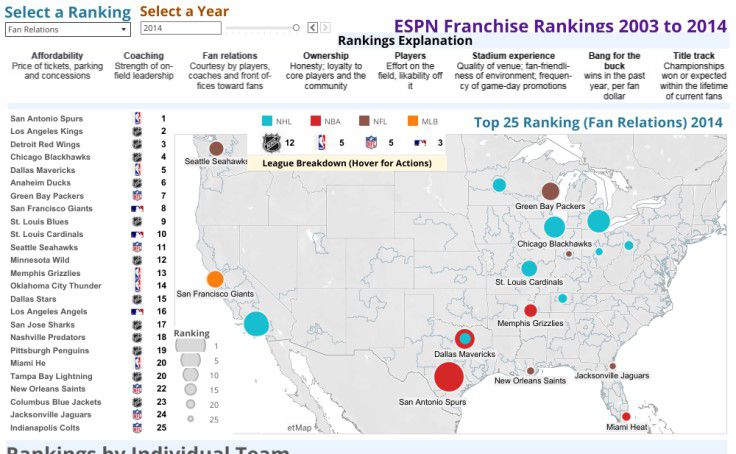 Select a Ranking
Select a Year
Fan Relations
2014
ESPN Franchise Rankings 2003 to 2014
Rankings Explanation
Affordability
Price of tickets, parking
and concessions
Coaching
Strength of on-
field leadership
Fan relations
Courtesy by players,
coaches and front of-
fices toward fans
Ownership
Honesty; loyalty to
core players and the
community
Players
Effort on the
field, likability off
it
Stadium experience
Quality of venue; fan-friendli-
ness of environment; frequen-
cy of game-day promotions
Bang for the
buck
wins in the past
year, per fan
dollar
Title track
Championships
won or expected
within the lifetime
of current fans
San Antonio Spurs 1
Los Angeles Kings 2
Detroit Red Wings 3
Chicago Blackhawks 4
Dallas Mavericks 5
Anaheim Ducks 6
Green Bay Packers 7
San Francisco Giants 8
St. Louis Blues 9
St. Louis Cardinals 10
Seattle Seahawks 11
Minnesota Wild 12
Memphis Grizzlies 13
Oklahoma City Thunder 14
Dallas Stars 15
Los Angeles Angels 16
San Jose Sharks 17
Nashville Predators 18
Pittsburgh Penguins 19
Miami He 20
Tampa Bay Lightning 20
New Orleans Saints 22
Columbus Blue Jackets 23
Jacksonville Jaguars 24
Indianapolis Colts 25
NHL NBA NFL MLB
12 5 5 3
League Breakdown (Hover for Actions)
Top 25 Ranking (Fan Relations) 2014
Seattle Seahawks
Green Bay Packers
Chicago Blackhawks
St. Louis Cardinals
San Francisco Giants
Memphis Grizzlies
Dallas Mavericks
New Orleans Saints
Jacksonville Jaguars
San Antonio Spurs
Miami Heat
Ranking
1
5
10
15
20
25
etMap
Rankings by Individual Team